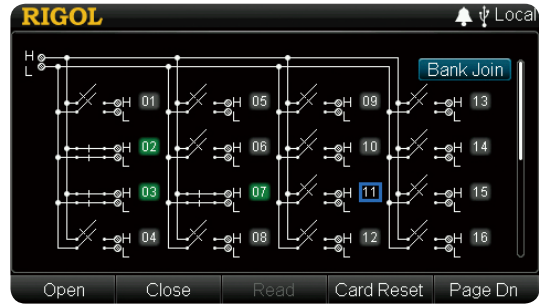 RIGOL Local
H
L
Bank Join
H 01 H 05 H 09 H 13
L L L L
H 02 H 06 H 10 H 14
L L L L
H 03 H 07 H 11 H 15
L L L L
H 04 H 08 H 12 H 16
L L L L
Open Close Read Card Reset Page Dn